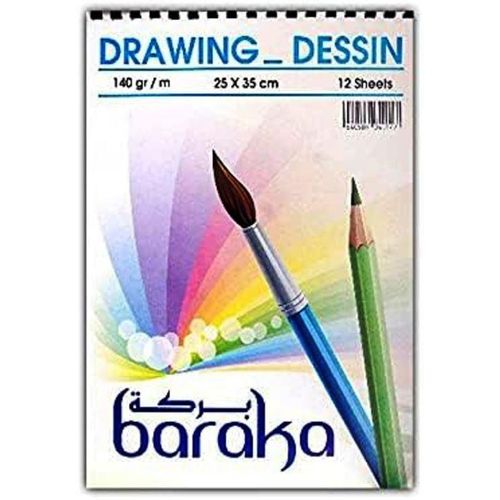 DRAWING_ DESSIN
140 gr / m 25 X 35 cm 12 Sheets
بركة
baraka